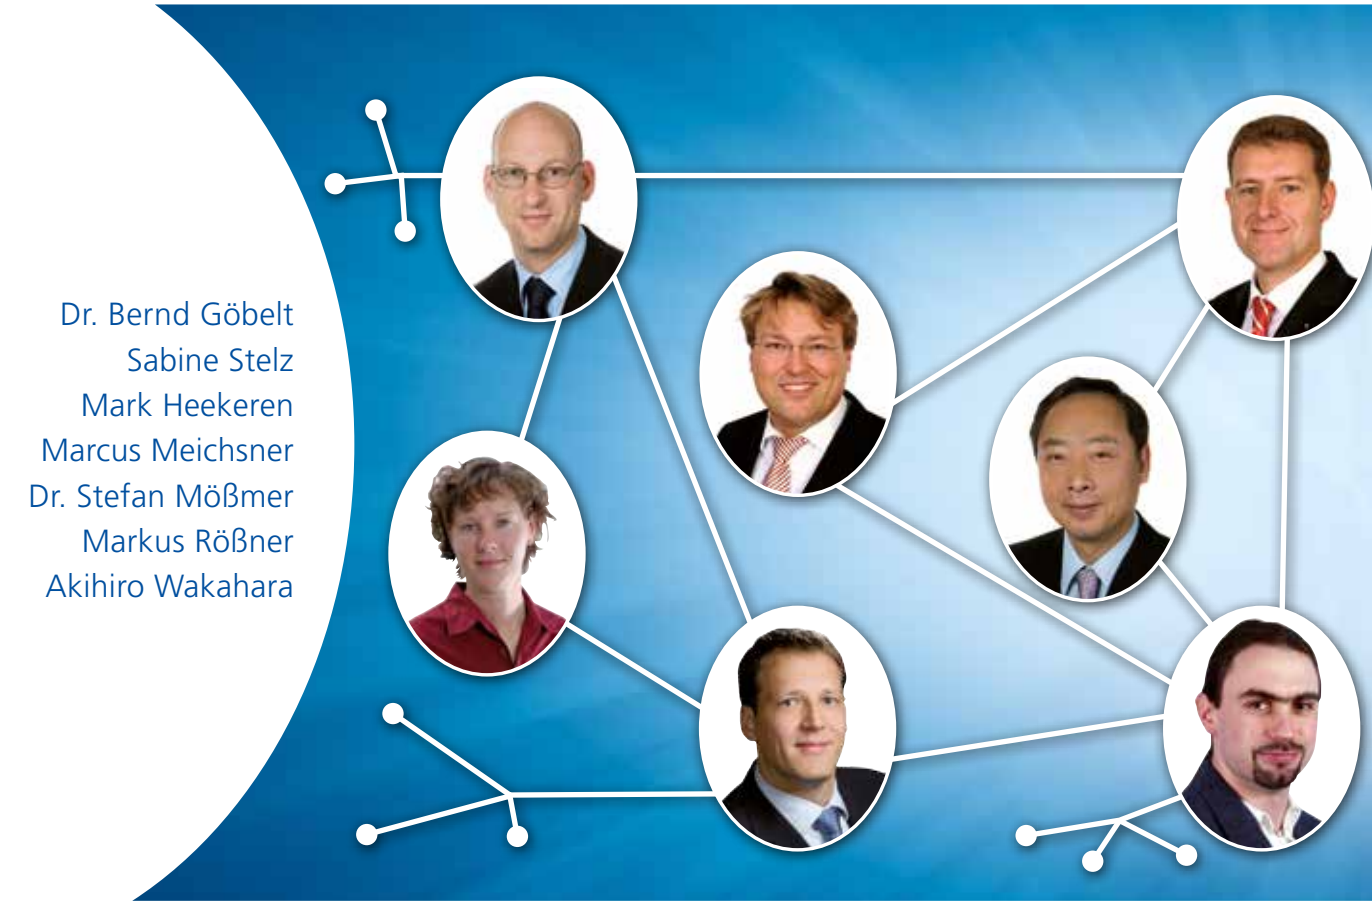 Dr. Bernd Göbelt
Sabine Stelz
Mark Heekeren
Marcus Meichsner
Dr. Stefan Mößmer
Markus Rößner
Akihiro Wakahara